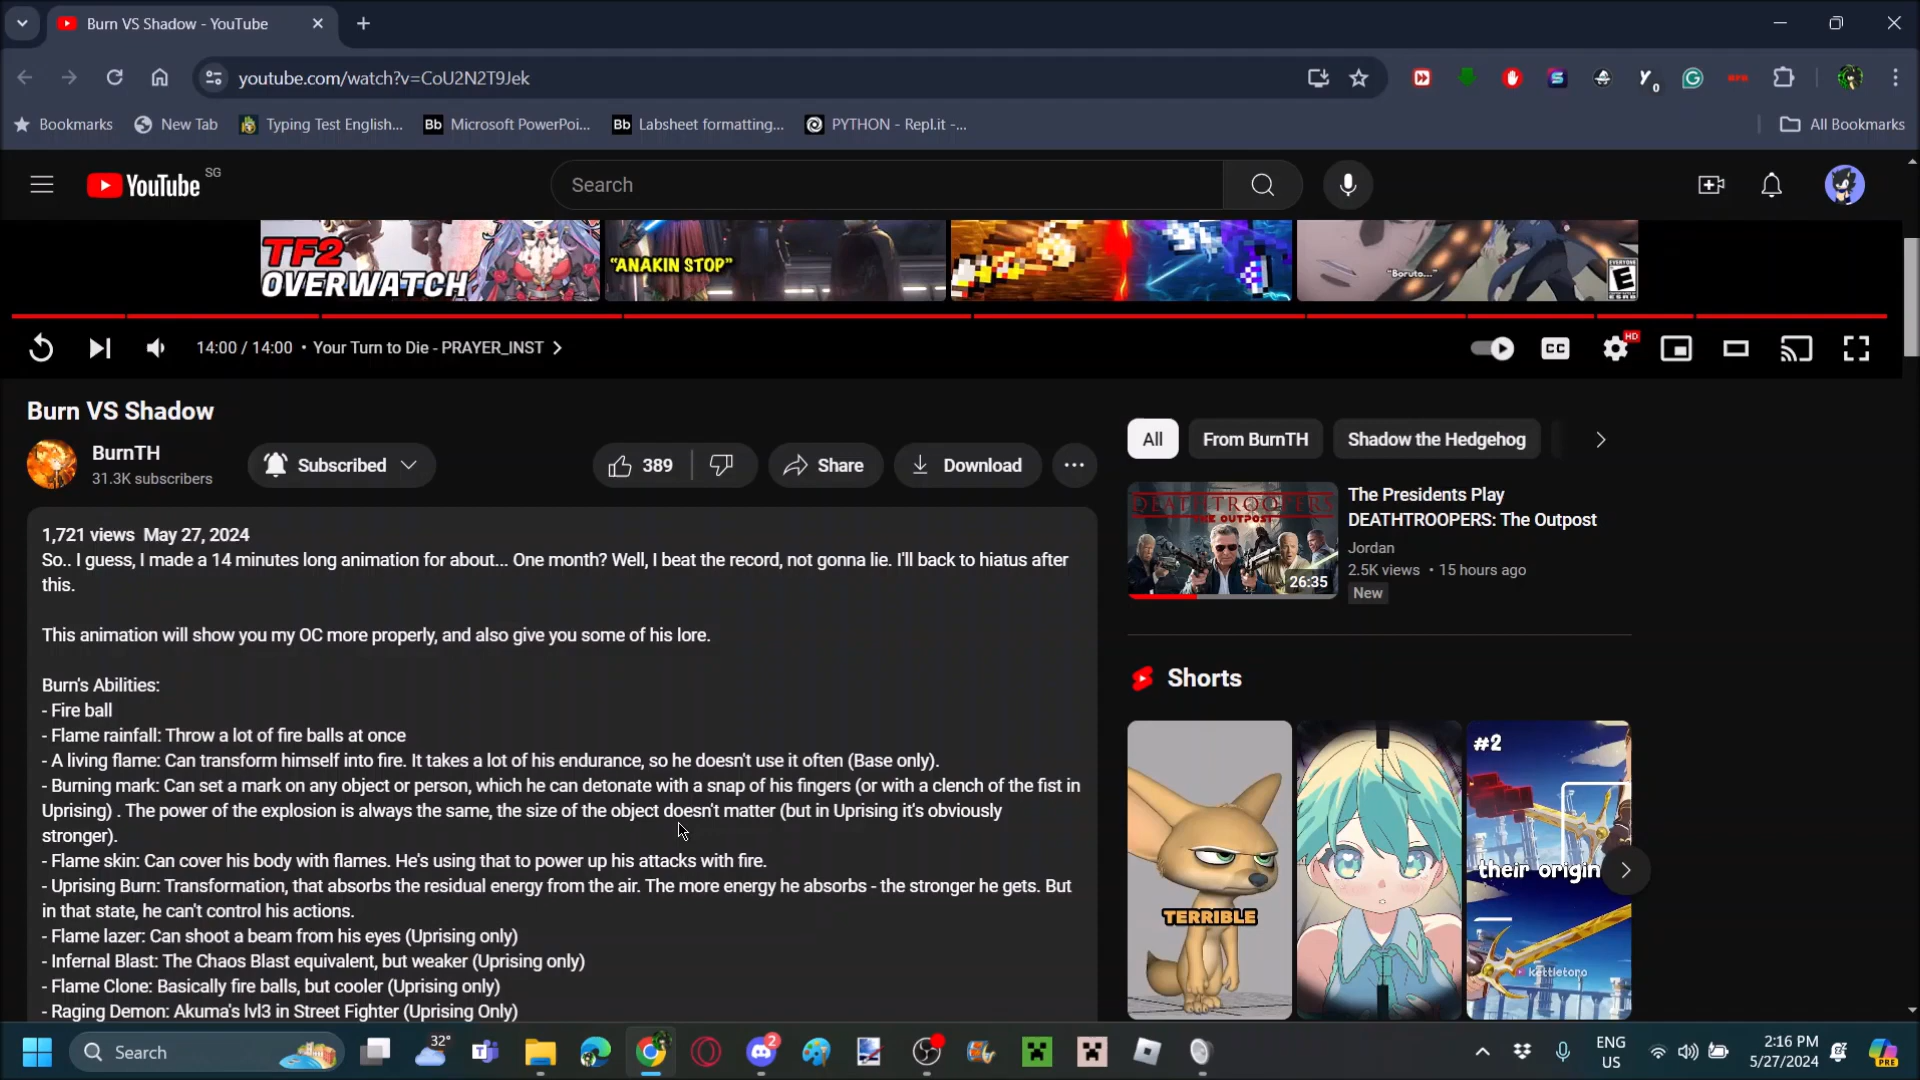 Burn VS Shadow - YouTube
youtube.com/watch?v=CoU2N2T9Jek
Bookmarks
New Tab
Typing Test English...
Bb Microsoft PowerPoi...
Bb Labsheet formatting...
PYTHON - Repl.it -...
All Bookmarks
YouTube SG
Search
TF2
OVERWATCH
"ANAKIN STOP"
"Boruto..."
EVERYONE
E
ESRB
14:00 / 14:00 • Your Turn to Die - PRAYER_INST
CC
HD
Burn VS Shadow
BurnTH
31.3K subscribers
Subscribed
389
Share
Download
1,721 views May 27, 2024
So.. I guess, I made a 14 minutes long animation for about... One month? Well, I beat the record, not gonna lie. I'll back to hiatus after
this.
This animation will show you my OC more properly, and also give you some of his lore.
Burn's Abilities:
- Fire ball
- Flame rainfall: Throw a lot of fire balls at once
- A living flame: Can transform himself into fire. It takes a lot of his endurance, so he doesn't use it often (Base only).
- Burning mark: Can set a mark on any object or person, which he can detonate with a snap of his fingers (or with a clench of the fist in
Uprising) . The power of the explosion is always the same, the size of the object doesn't matter (but in Uprising it's obviously
stronger).
- Flame skin: Can cover his body with flames. He's using that to power up his attacks with fire.
- Uprising Burn: Transformation, that absorbs the residual energy from the air. The more energy he absorbs - the stronger he gets. But
in that state, he can't control his actions.
- Flame lazer: Can shoot a beam from his eyes (Uprising only)
- Infernal Blast: The Chaos Blast equivalent, but weaker (Uprising only)
- Flame Clone: Basically fire balls, but cooler (Uprising only)
- Raging Demon: Akuma's lvl3 in Street Fighter (Uprising Only)
All
From BurnTH
Shadow the Hedgehog
DEATHTROOPERS
THE OUTPOST
26:35
The Presidents Play
DEATHTROOPERS: The Outpost
Jordan
2.5K views • 15 hours ago
New
Shorts
TERRIBLE
#2
their origin
kettletoro
Search
32°
2
ENG
US
2:16 PM
5/27/2024
PRE